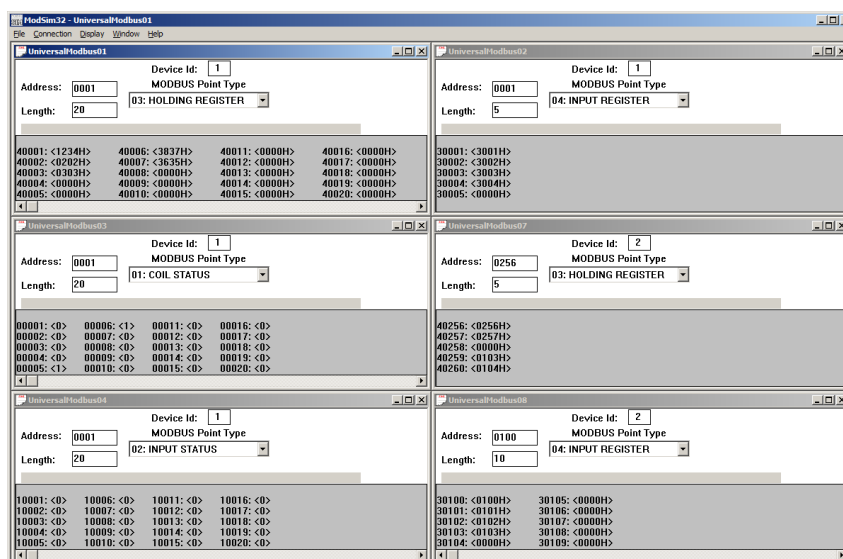 ModSim32 - UniversalModbus01
File Connection Display Window Help
UniversalModbus01
Device Id: 1
Address: 0001 MODBUS Point Type
03: HOLDING REGISTER
Length: 20
40001: <1234H> 40006: <3837H> 40011: <0000H> 40016: <0000H>
40002: <0202H> 40007: <3635H> 40012: <0000H> 40017: <0000H>
40003: <0303H> 40008: <0000H> 40013: <0000H> 40018: <0000H>
40004: <0000H> 40009: <0000H> 40014: <0000H> 40019: <0000H>
40005: <0000H> 40010: <0000H> 40015: <0000H> 40020: <0000H>
UniversalModbus02
Device Id: 1
Address: 0001 MODBUS Point Type
04: INPUT REGISTER
Length: 5
30001: <3001H>
30002: <3002H>
30003: <3003H>
30004: <3004H>
30005: <0000H>
UniversalModbus03
Device Id: 1
Address: 0001 MODBUS Point Type
01: COIL STATUS
Length: 20
00001: <0> 00006: <1> 00011: <0> 00016: <0>
00002: <0> 00007: <0> 00012: <0> 00017: <0>
00003: <0> 00008: <0> 00013: <0> 00018: <0>
00004: <0> 00009: <0> 00014: <0> 00019: <0>
00005: <1> 00010: <0> 00015: <0> 00020: <0>
UniversalModbus07
Device Id: 2
Address: 0256 MODBUS Point Type
03: HOLDING REGISTER
Length: 5
40256: <0256H>
40257: <0257H>
40258: <0000H>
40259: <0103H>
40260: <0104H>
UniversalModbus04
Device Id: 1
Address: 0001 MODBUS Point Type
02: INPUT STATUS
Length: 20
10001: <0> 10006: <0> 10011: <0> 10016: <0>
10002: <0> 10007: <0> 10012: <0> 10017: <0>
10003: <0> 10008: <0> 10013: <0> 10018: <0>
10004: <0> 10009: <0> 10014: <0> 10019: <0>
10005: <0> 10010: <0> 10015: <0> 10020: <0>
UniversalModbus08
Device Id: 2
Address: 0100 MODBUS Point Type
04: INPUT REGISTER
Length: 10
30100: <0100H> 30105: <0000H>
30101: <0101H> 30106: <0000H>
30102: <0102H> 30107: <0000H>
30103: <0103H> 30108: <0000H>
30104: <0000H> 30109: <0000H>